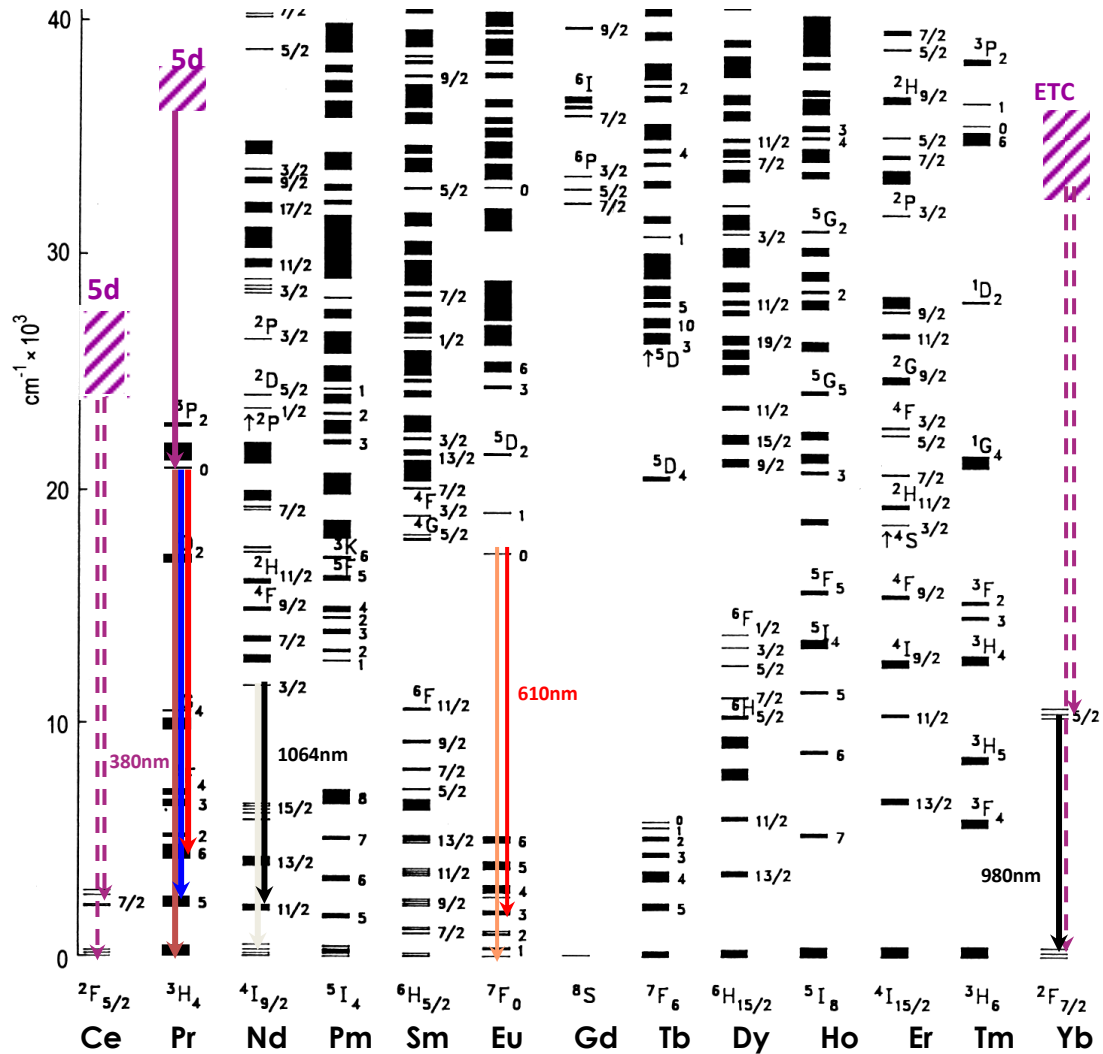 cm⁻¹ × 10³
40
30
20
10
0
5d
7/2
²F₅/₂
Ce
5d
³P₂
0
2
4
380nm
4
3
2
6
5
³H₄
Pr
7/2
5/2
3/2
9/2
17/2
11/2
3/2
²P₃/₂
²D₅/₂
1/2
↑²P
7/2
²H₁₁/₂
⁴F₉/₂
7/2
3/2
1064nm
15/2
13/2
11/2
⁴I₉/₂
Nd
1
2
3
³K₆
⁵F₅
4
2
3
2
1
8
7
6
5
⁵I₄
Pm
9/2
5/2
7/2
1/2
3/2
13/2
7/2
⁴F₃/₂
⁴G₅/₂
⁶F₁₁/₂
9/2
7/2
5/2
13/2
11/2
9/2
7/2
⁶H₅/₂
Sm
0
6
3
⁵D₂
1
0
610nm
6
5
4
3
2
1
⁷F₀
Eu
9/2
⁶I
7/2
⁶P₃/₂
5/2
7/2
⁸S
Gd
2
4
1
5
10
3
↑⁵D
⁵D₄
0
1
2
3
4
5
⁷F₆
Tb
11/2
7/2
3/2
11/2
19/2
11/2
15/2
9/2
⁶F₁/₂
3/2
5/2
7/2
⁶H₅/₂
11/2
13/2
⁶H₁₅/₂
Dy
3
4
⁵G₂
2
⁵G₅
3
⁵F₅
⁵I₄
5
6
7
⁵I₈
Ho
7/2
5/2
²H₉/₂
5/2
7/2
²P₃/₂
9/2
11/2
²G₉/₂
⁴F₃/₂
5/2
7/2
²H₁₁/₂
3/2
↑⁴S
⁴F₉/₂
⁴I₉/₂
11/2
13/2
⁴I₁₅/₂
Er
³P₂
1
0
6
¹D₂
¹G₄
³F₂
3
³H₄
³H₅
³F₄
³H₆
Tm
ETC
5/2
980nm
²F₇/₂
Yb